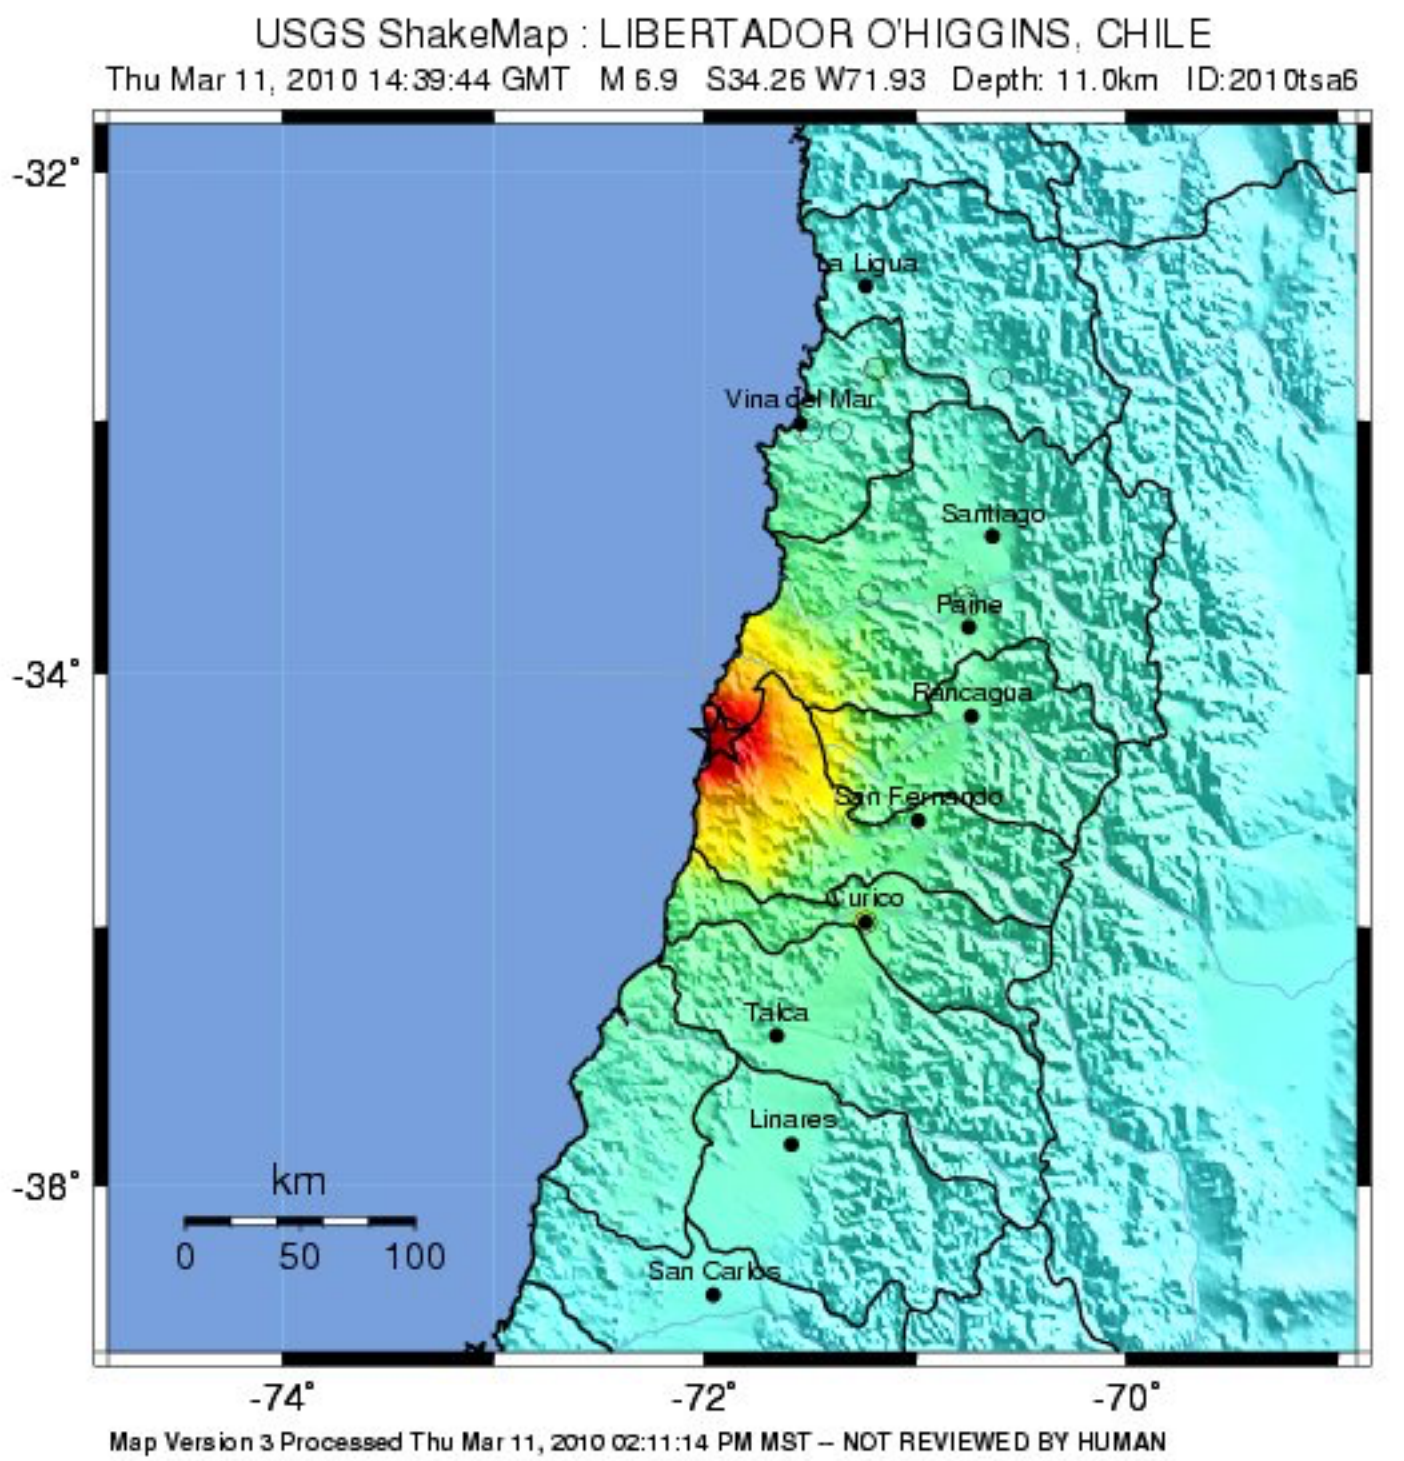 USGS ShakeMap : LIBERTADOR O'HIGGINS, CHILE
Thu Mar 11, 2010 14:39:44 GMT M 6.9 S34.26 W71.93 Depth: 11.0km ID:2010tsa6
-32°
La Ligua
Vina del Mar
Santiago
Paine
-34°
Rancagua
San Fernando
Curico
Talca
Linares
-36°
km
0 50 100
San Carlos
-74° -72° -70°
Map Version 3 Processed Thu Mar 11, 2010 02:11:14 PM MST -- NOT REVIEWED BY HUMAN